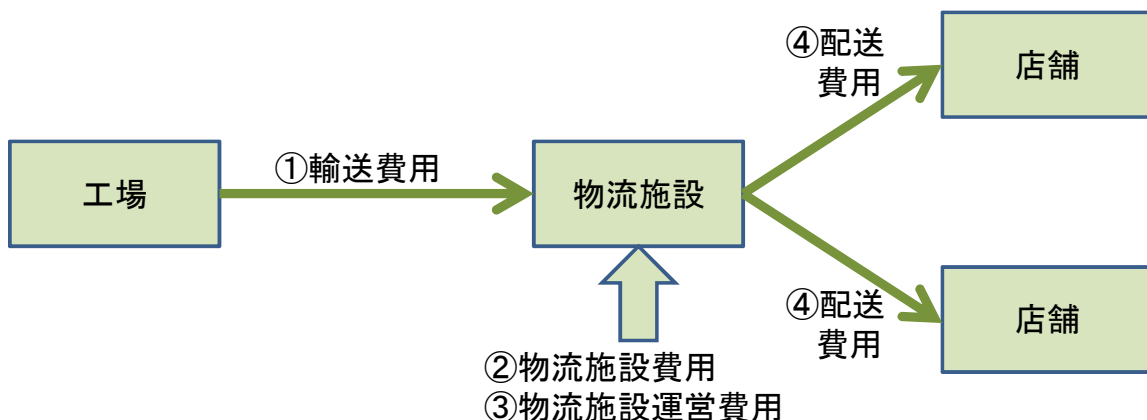 工場
①輸送費用
物流施設
②物流施設費用
③物流施設運営費用
④配送
費用
店舗
④配送
費用
店舗